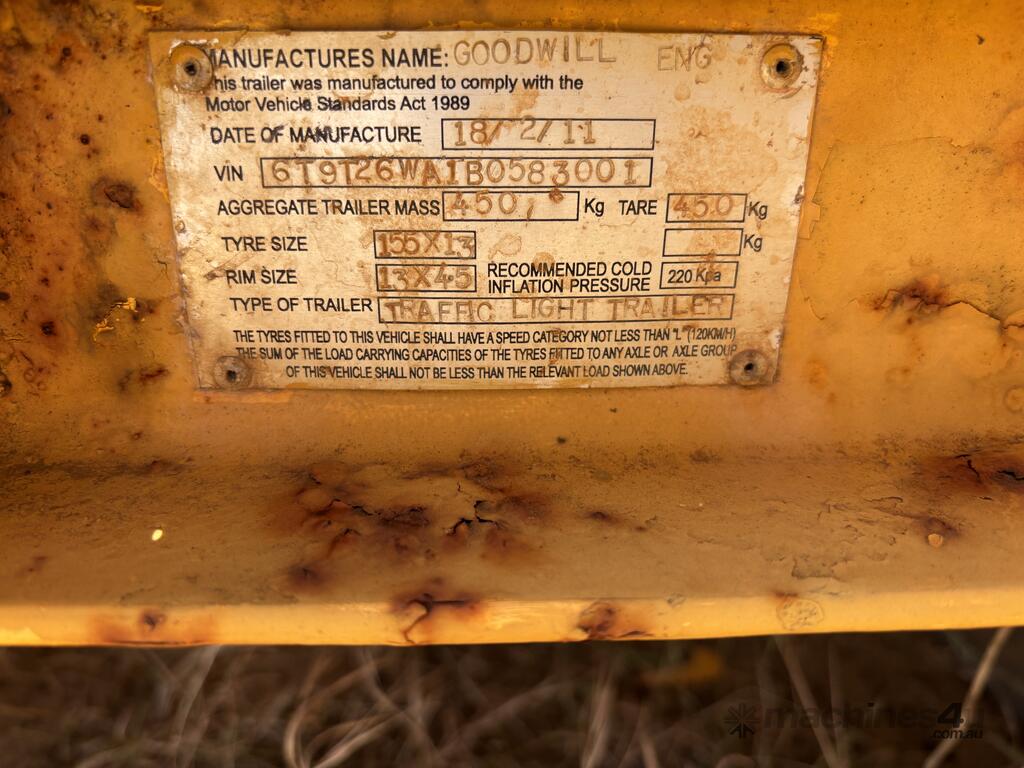 MANUFACTURES NAME: GOODWILL ENG
This trailer was manufactured to comply with the
Motor Vehicle Standards Act 1989
DATE OF MANUFACTURE 18/ 2/11
VIN 6T9T26WA1B0583001
AGGREGATE TRAILER MASS 450, Kg TARE 450 Kg
TYRE SIZE 155X13 Kg
RIM SIZE 13X4.5 RECOMMENDED COLD INFLATION PRESSURE 220 Kpa
TYPE OF TRAILER TRAFFIC LIGHT TRAILER
THE TYRES FITTED TO THIS VEHICLE SHALL HAVE A SPEED CATEGORY NOT LESS THAN "L" (120KM/H)
THE SUM OF THE LOAD CARRYING CAPACITIES OF THE TYRES FITTED TO ANY AXLE OR AXLE GROUP
OF THIS VEHICLE SHALL NOT BE LESS THAN THE RELEVANT LOAD SHOWN ABOVE.
machines4u
.com.au